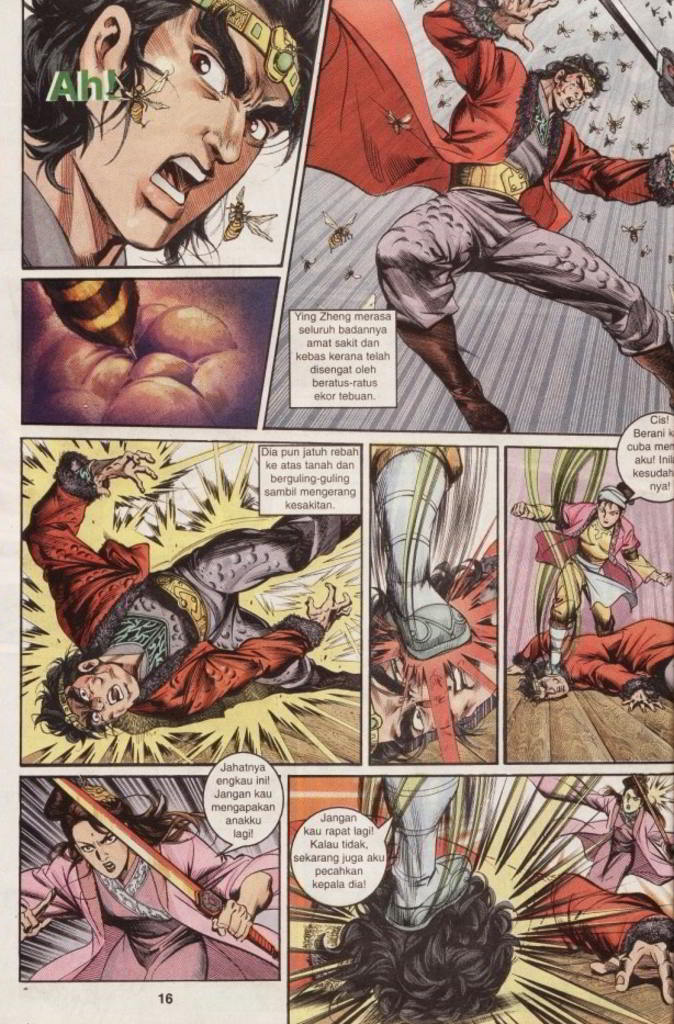 Ah!
Ying Zheng merasa
seluruh badannya
amat sakit dan
kebas kerana telah
disengat oleh
beratus-ratus
ekor tebuan.
Dia pun jatuh rebah
ke atas tanah dan
berguling-guling
sambil mengerang
kesakitan.
Cis!
Berani
cuba
aku!
kesudah
nya!
Jahatnya
engkau ini!
Jangan kau
mengapakan
anakku
lagi!
Jangan
kau rapat lagi!
Kalau tidak,
sekarang juga aku
pecahkan
kepala dia!
16